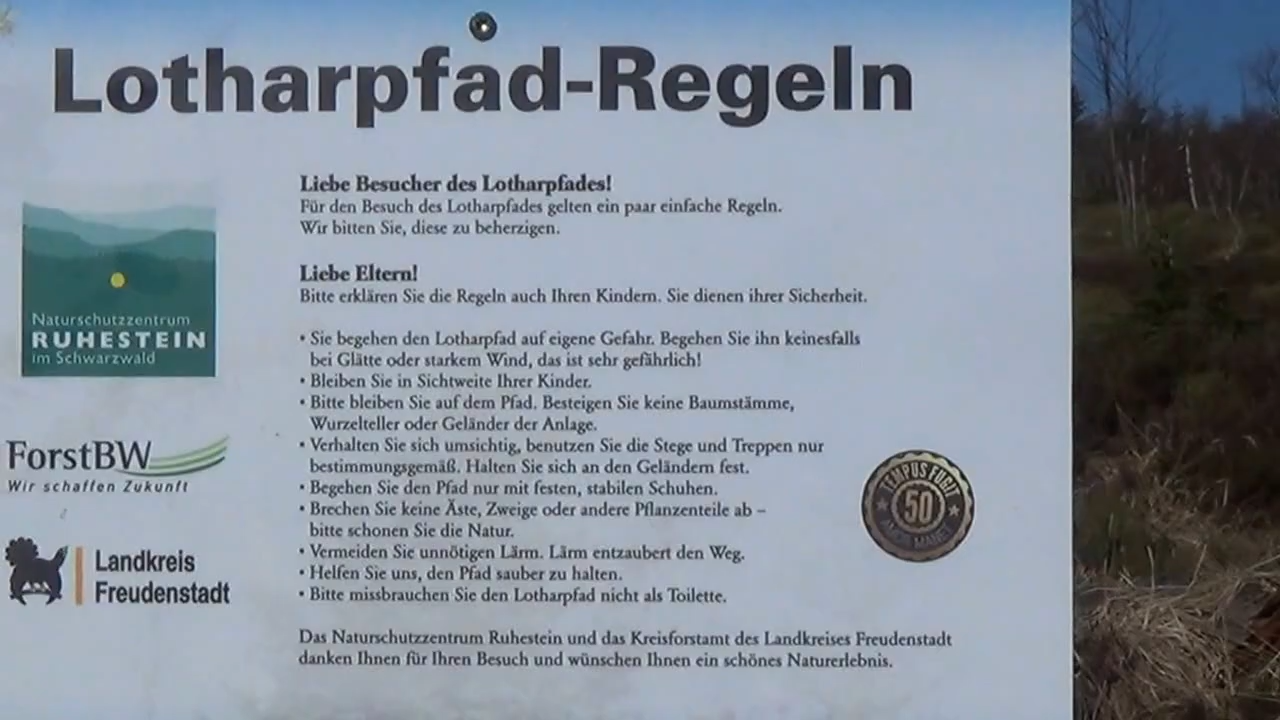 Lotharpfad-Regeln
Liebe Besucher des Lotharpfades!
Für den Besuch des Lotharpfades gelten ein paar einfache Regeln.
Wir bitten Sie, diese zu beherzigen.
Liebe Eltern!
Bitte erklären Sie die Regeln auch Ihren Kindern. Sie dienen ihrer Sicherheit.
• Sie begehen den Lotharpfad auf eigene Gefahr. Begehen Sie ihn keinesfalls
bei Glätte oder starkem Wind, das ist sehr gefährlich!
• Bleiben Sie in Sichtweite Ihrer Kinder.
• Bitte bleiben Sie auf dem Pfad. Besteigen Sie keine Baumstämme,
Wurzelteller oder Geländer der Anlage.
• Verhalten Sie sich umsichtig, benutzen Sie die Stege und Treppen nur
bestimmungsgemäß. Halten Sie sich an den Geländern fest.
• Begehen Sie den Pfad nur mit festen, stabilen Schuhen.
• Brechen Sie keine Äste, Zweige oder andere Pflanzenteile ab –
bitte schonen Sie die Natur.
• Vermeiden Sie unnötigen Lärm. Lärm entzaubert den Weg.
• Helfen Sie uns, den Pfad sauber zu halten.
• Bitte missbrauchen Sie den Lotharpfad nicht als Toilette.
Das Naturschutzzentrum Ruhestein und das Kreisforstamt des Landkreises Freudenstadt
danken Ihnen für Ihren Besuch und wünschen Ihnen ein schönes Naturerlebnis.
Naturschutzzentrum
RUHESTEIN
im Schwarzwald
ForstBW
Wir schaffen Zukunft
Landkreis
Freudenstadt
TEMPUS FUGIT
50
AMOR MANET